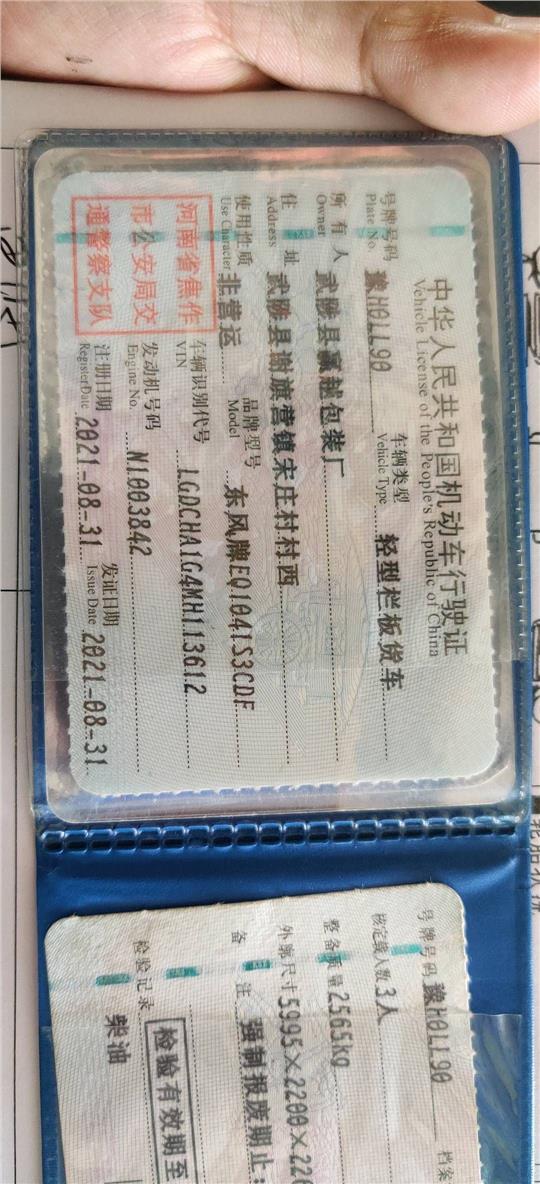 中华人民共和国机动车行驶证
Vehicle License of the People's Republic of China
号牌号码 豫H01L90 车辆类型 轻型栏板货车
Plate No. Vehicle Type
所有人 武陟县赢越包装厂
Owner
住址 武陟县谢旗营镇宋庄村村西
Address
使用性质 非营运 品牌型号 东风牌EQ1041S3CDF
Use Character Model
河南省焦作
市公安局交
通警察支队
车辆识别代号 LGDCHA1G4MH113612
VIN
发动机号码 N1003842
Engine No.
注册日期 2021-08-31 发证日期 2021-08-31
Register Date Issue Date
号牌号码 豫H01L90 档案
核定载人数 3人
整备质量 2565kg
外廓尺寸 5995×2200×226
备注 强制报废期止:
检验有效期至
检验记录
柴油